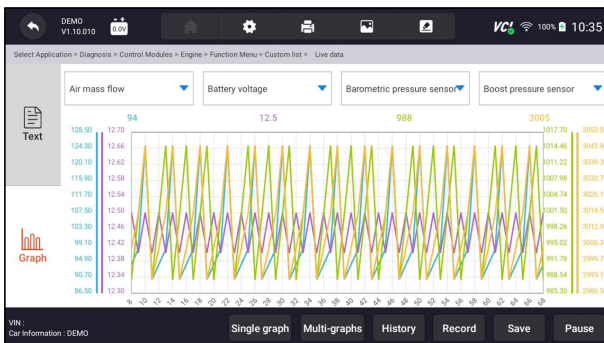 DEMO
V1.10.010
0.0V
VC!
100%
10:35
Select Application > Diagnosis > Control Modules > Engine > Function Menu > Custom list > Live data
Text
Graph
Air mass flow
Battery voltage
Barometric pressure sensor
Boost pressure sensor
94
12.5
988
3005
128.50 12.70 1017.70 3052.5
124.30 12.66 1014.46 3045.9
120.10 12.62 1011.22 3039.3
115.90 12.58 1007.98 3032.7
111.70 12.54 1004.74 3026.1
107.50 12.50 1001.50 3019.5
103.30 12.46 998.26 3012.9
99.10 12.42 995.02 3006.3
94.90 12.38 991.78 2999.7
90.70 12.34 988.54 2993.1
86.50 12.30 985.30 2986.5
8 10 12 14 16 18 20 22 24 26 28 30 32 34 36 38 40 42 44 46 48 50 52 54 56 58 60 62 64 66 68
VIN :
Car Information : DEMO
Single graph
Multi-graphs
History
Record
Save
Pause